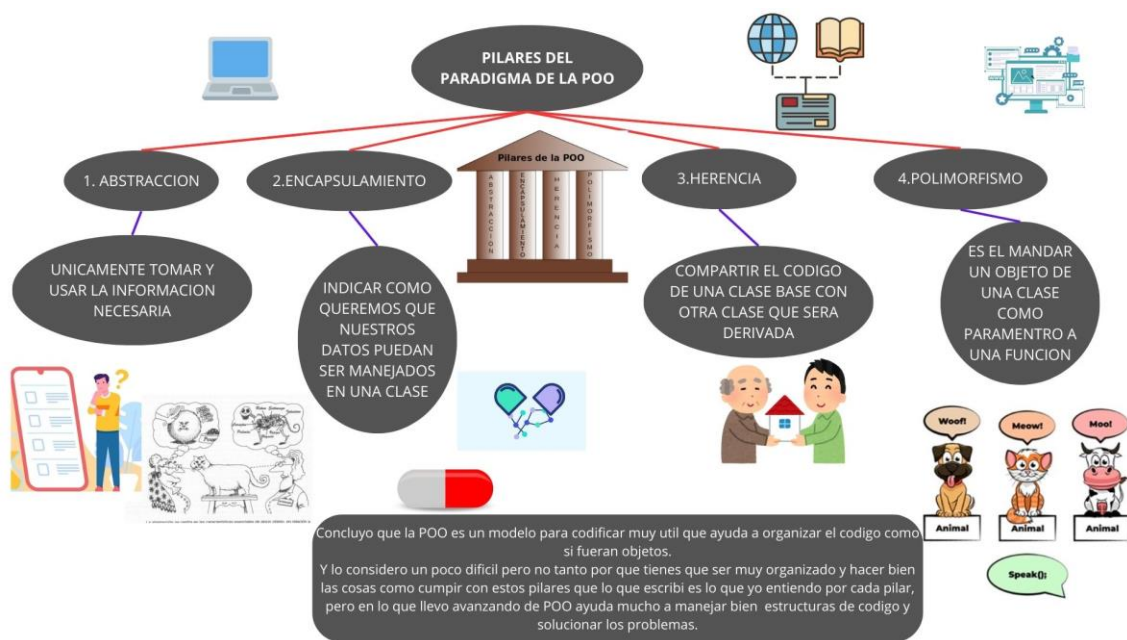 PILARES DEL
PARADIGMA DE LA POO
1. ABSTRACCION
2.ENCAPSULAMIENTO
Pilares de la POO
ABSTRACCION
ENCAPSULAMIENTO
HERENCIA
POLIMORFISMO
3.HERENCIA
4.POLIMORFISMO
UNICAMENTE TOMAR Y
USAR LA INFORMACION
NECESARIA
INDICAR COMO
QUEREMOS QUE
NUESTROS
DATOS PUEDAN
SER MANEJADOS
EN UNA CLASE
COMPARTIR EL CODIGO
DE UNA CLASE BASE CON
OTRA CLASE QUE SERA
DERIVADA
ES EL MANDAR
UN OBJETO DE
UNA CLASE
COMO
PARAMENTRO A
UNA FUNCION
Woof!
Meow!
Moo!
Animal
Animal
Animal
Speak();
Concluyo que la POO es un modelo para codificar muy util que ayuda a organizar el codigo como
si fueran objetos.
Y lo considero un poco dificil pero no tanto por que tienes que ser muy organizado y hacer bien
las cosas como cumpir con estos pilares que lo que escribi es lo que yo entiendo por cada pilar,
pero en lo que llevo avanzando de POO ayuda mucho a manejar bien estructuras de codigo y
solucionar los problemas.